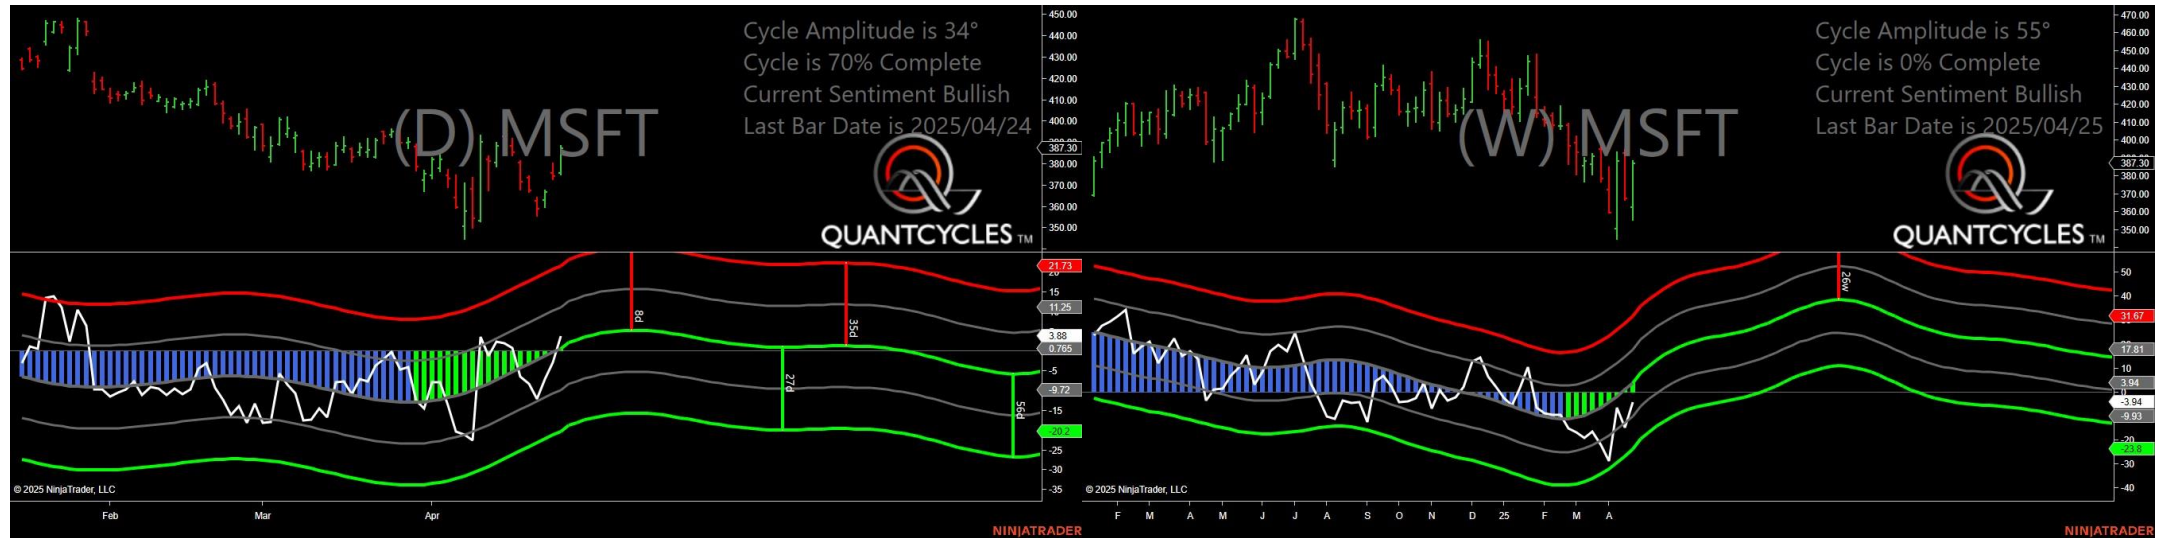 Cycle Amplitude is 34°
Cycle is 70% Complete
Current Sentiment Bullish
Last Bar Date is 2025/04/24
(D) MSFT
QUANTCYCLES TM
450.00
440.00
430.00
420.00
410.00
400.00
387.30
380.00
370.00
360.00
350.00
21.73
20
15
11.25
3.88
0.765
-5
-9.72
-15
-20.2
-25
-30
-35
8d
27d
35d
56d
© 2025 NinjaTrader, LLC
Feb
Mar
Apr
NINJATRADER
Cycle Amplitude is 55°
Cycle is 0% Complete
Current Sentiment Bullish
Last Bar Date is 2025/04/25
(W) MSFT
QUANTCYCLES TM
470.00
460.00
450.00
440.00
430.00
420.00
410.00
400.00
387.30
380.00
370.00
360.00
350.00
26w
50
40
31.67
20
17.81
10
3.94
0
-3.94
-9.93
-20
-23.8
-30
-40
© 2025 NinjaTrader, LLC
F M A M J J A S O N D 25 F M A
NINJATRADER